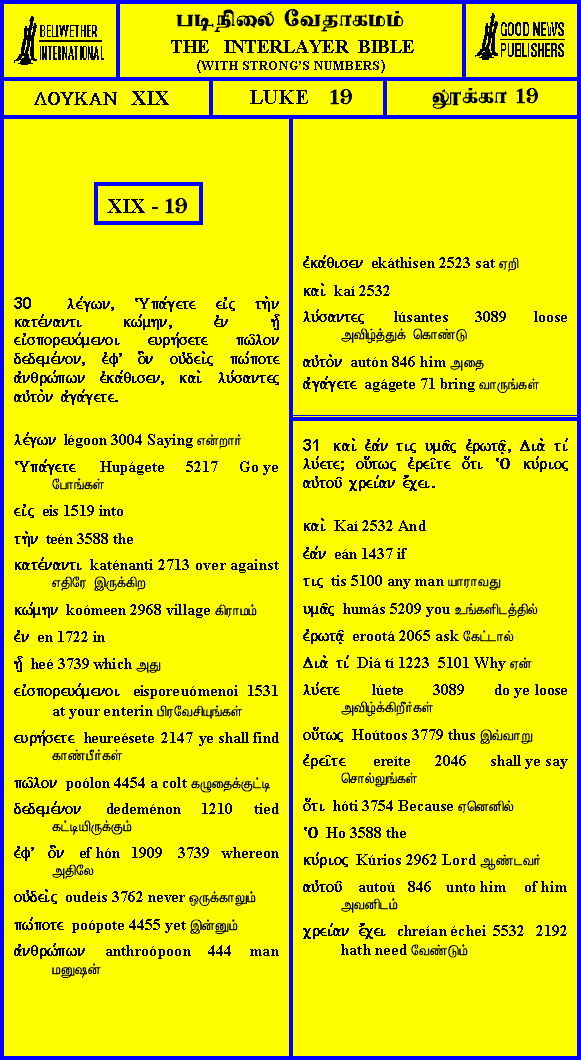 BELLWETHER
INTERNATIONAL
படிநிலை வேதாகமம்
THE INTERLAYER BIBLE
(WITH STRONG'S NUMBERS)
GOOD NEWS
PUBLISHERS
ΛΟΥΚΑΝ XIX
LUKE 19
லூக்கா 19
XIX - 19
30 λέγων, Ὑπάγετε εἰς τὴν
κατέναντι κώμην, ἐν ᾗ
εἰσπορευόμενοι ευρήσετε πῶλον
δεδεμένον, ἐφ' ὃν οὐδεὶς πώποτε
ἀνθρώπων ἐκάθισεν, καὶ λύσαντες
αὐτὸν ἀγάγετε.
λέγων légoon 3004 Saying என்றார்
Ὑπάγετε Hupágete 5217 Go ye
போங்கள்
εἰς eis 1519 into
τὴν teén 3588 the
κατέναντι katénanti 2713 over against
எதிரே இருக்கிற
κώμην koómeen 2968 village கிராமம்
ἐν en 1722 in
ᾗ heé 3739 which அது
εἰσπορευόμενοι eisporeuómenoi 1531
at your enterin பிரவேசியுங்கள்
ευρήσετε heureésete 2147 ye shall find
காண்பீர்கள்
πῶλον poólon 4454 a colt கழுதைக்குட்டி
δεδεμένον dedeménon 1210 tied
கட்டியிருக்கும்
ἐφ' ὃν ef hón 1909 3739 whereon
அதிலே
οὐδεὶς oudeís 3762 never ஒருக்காலும்
πώποτε poópote 4455 yet இன்னும்
ἀνθρώπων anthroópoon 444 man
மனுஷன்
ἐκάθισεν ekáthisen 2523 sat ஏறி
καὶ kaí 2532
λύσαντες lúsantes 3089 loose
அவிழ்த்துக் கொண்டு
αὐτὸν autón 846 him அதை
ἀγάγετε agágete 71 bring வாருங்கள்
31 καὶ ἐάν τις υμᾶς ἐρωτᾷ, Διὰ τί
λύετε; οὕτως ἐρεῖτε ὅτι Ὁ κύριος
αὐτοῦ χρείαν ἔχει.
καὶ Kaí 2532 And
ἐάν eán 1437 if
τις tis 5100 any man யாராவது
υμᾶς humás 5209 you உங்களிடத்தில்
ἐρωτᾷ erootá 2065 ask கேட்டால்
Διὰ τί Diá tí 1223 5101 Why ஏன்
λύετε lúete 3089 do ye loose
அவிழ்க்கிறீர்கள்
οὕτως Hoútoos 3779 thus இவ்வாறு
ἐρεῖτε ereíte 2046 shall ye say
சொல்லுங்கள்
ὅτι hóti 3754 Because ஏனெனில்
Ὁ Ho 3588 the
κύριος Kúrios 2962 Lord ஆண்டவர்
αὐτοῦ autoú 846 unto him of him
அவனிடம்
χρείαν ἔχει chreían échei 5532 2192
hath need வேண்டும்